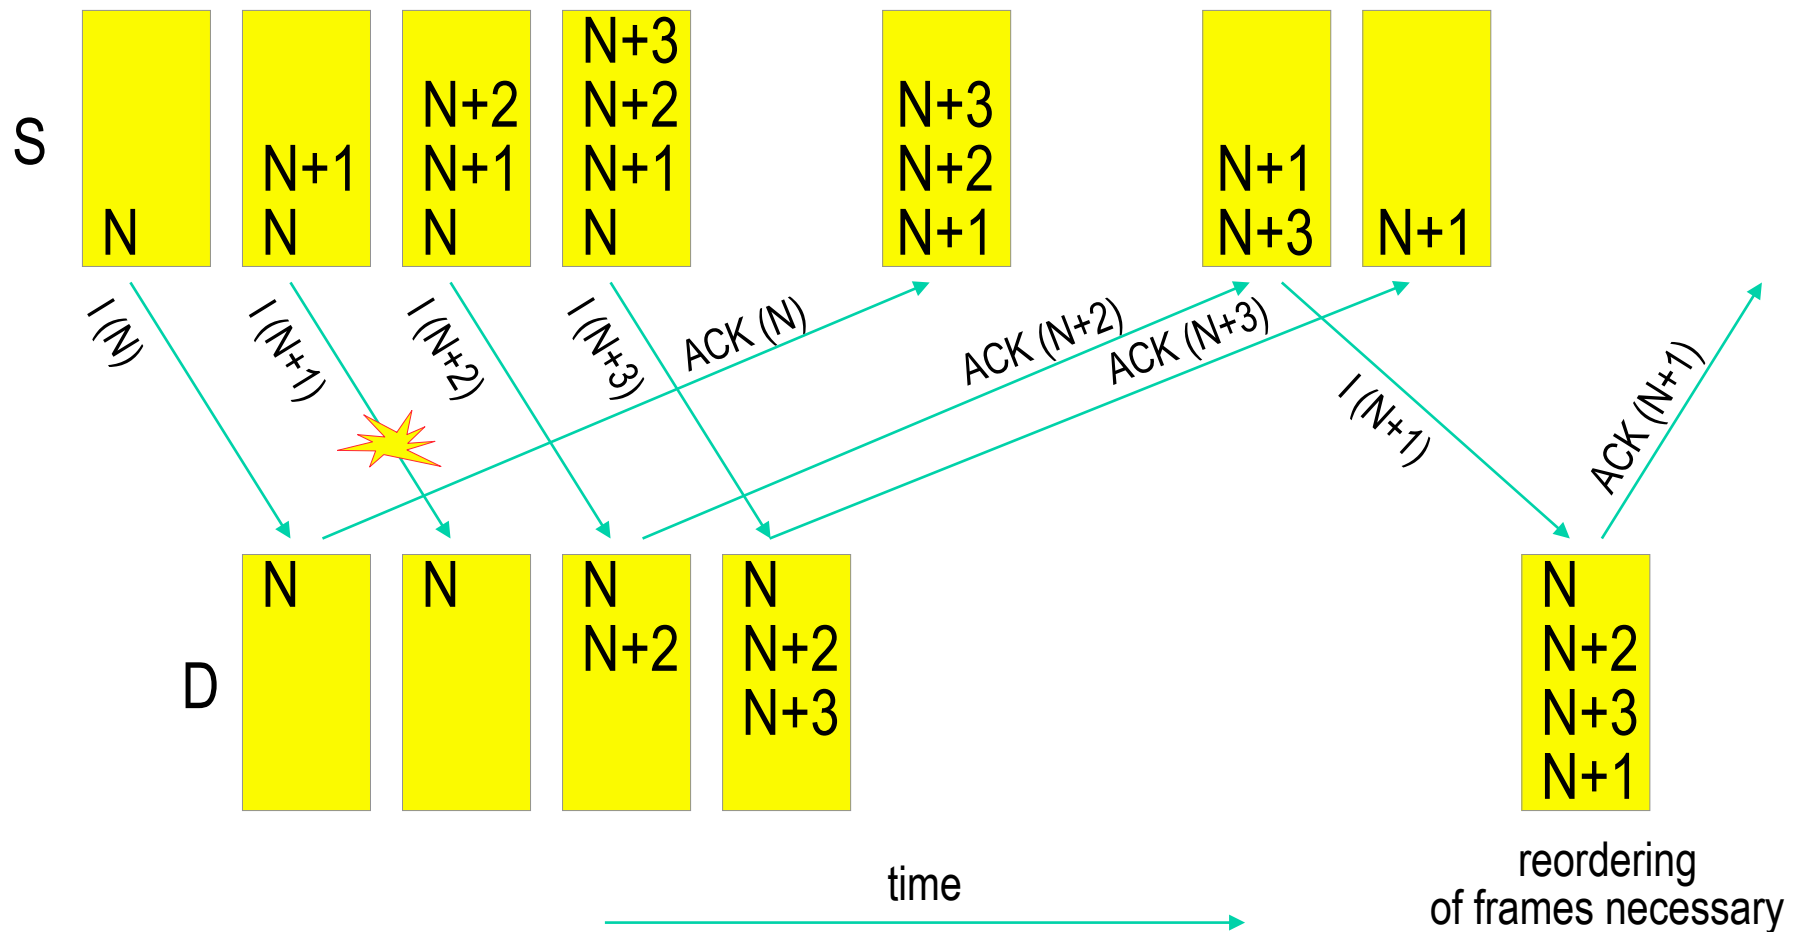 S
N
N+1
N
N+2
N+1
N
N+3
N+2
N+1
N
N+3
N+2
N+1
N+1
N+3
N+1
I (N)
I (N+1)
I (N+2)
I (N+3)
ACK (N)
ACK (N+2)
ACK (N+3)
I (N+1)
ACK (N+1)
D
N
N
N
N+2
N
N+2
N+3
N
N+2
N+3
N+1
time
reordering
of frames necessary